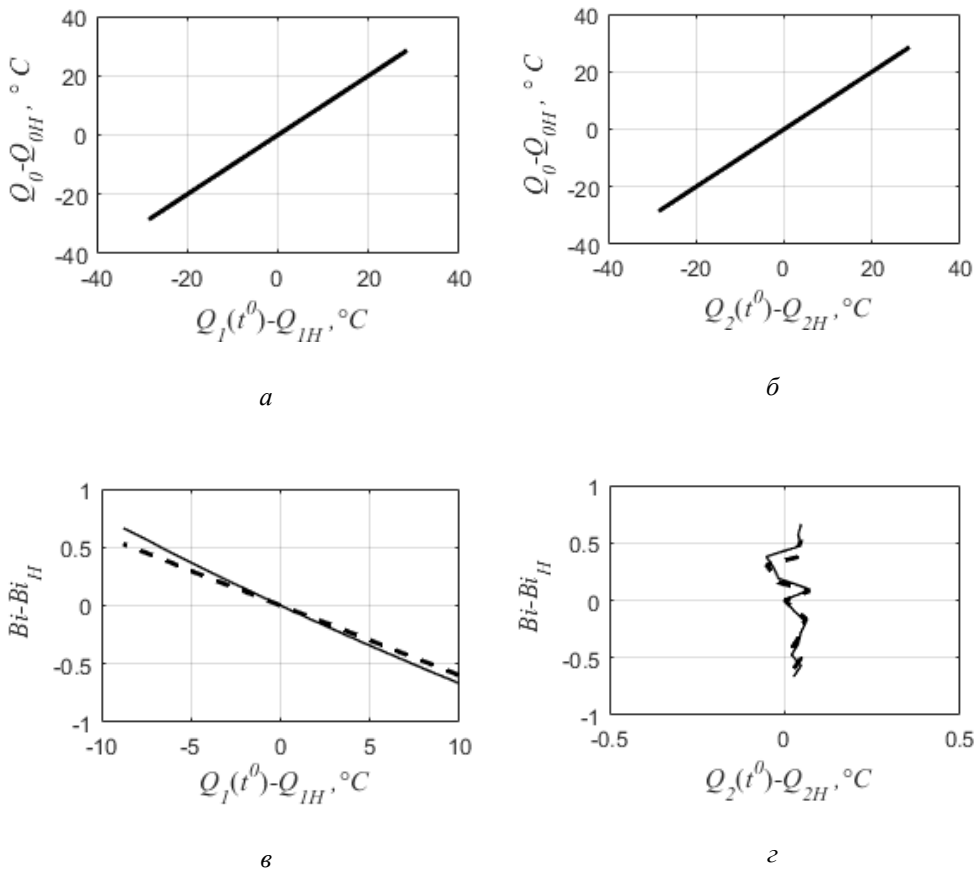 40
20
0
-20
-40
-40 -20 0 20 40
Q₀-Q₀H, °C
Q₁(t⁰)-Q₁H, °C
а
40
20
0
-20
-40
-40 -20 0 20 40
Q₀-Q₀H, °C
Q₂(t⁰)-Q₂H, °C
б
1
0.5
0
-0.5
-1
-10 -5 0 5 10
Bi-BiH
Q₁(t⁰)-Q₁H, °C
в
1
0.5
0
-0.5
-1
-0.5 0 0.5
Bi-BiH
Q₂(t⁰)-Q₂H, °C
г